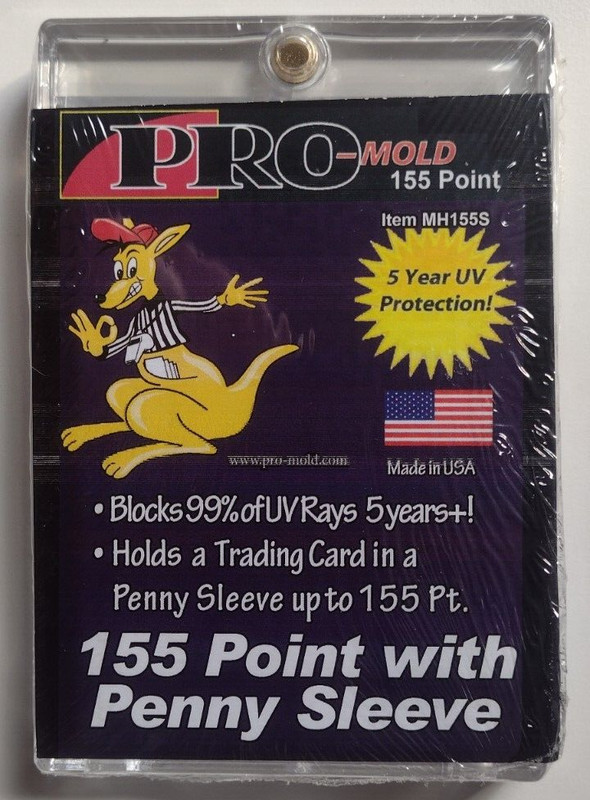 PRO-MOLD
155 Point
Item MH155S
5 Year UV
Protection!
www.pro-mold.com
Made in USA
• Blocks 99% of UV Rays 5 years+!
• Holds a Trading Card in a
Penny Sleeve up to 155 Pt.
155 Point with
Penny Sleeve